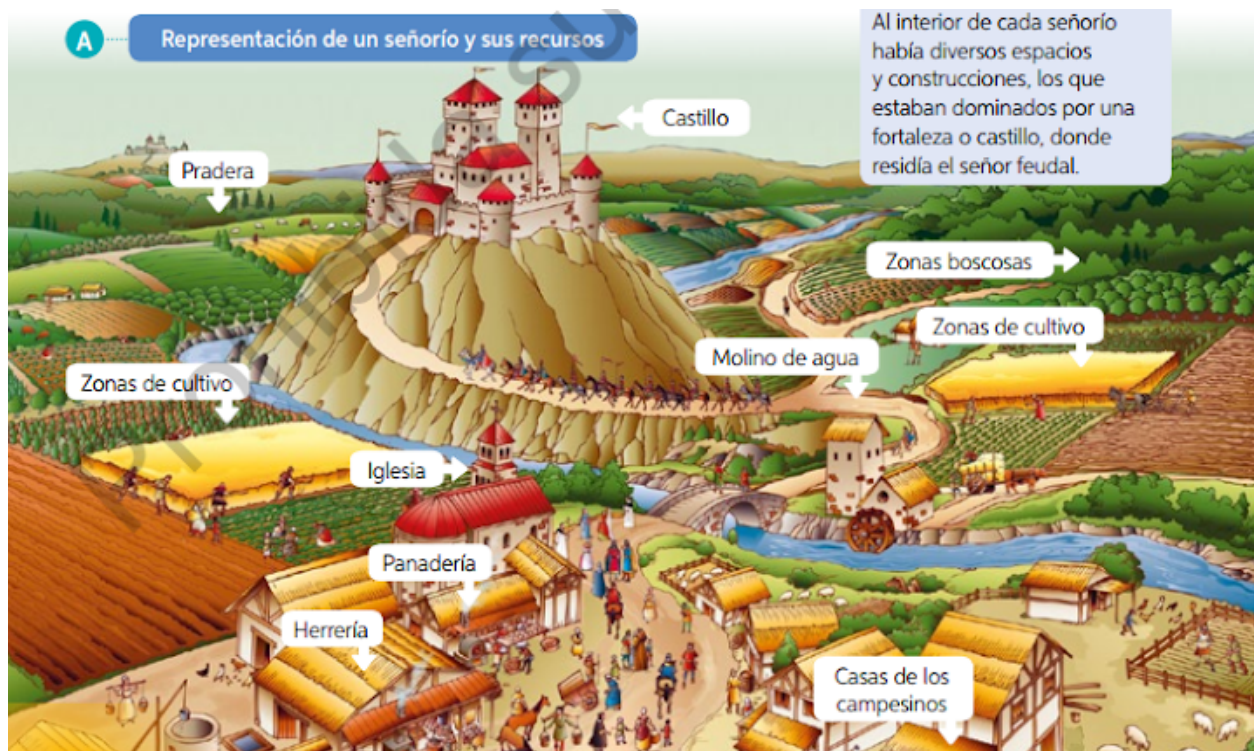 A
Representación de un señorío y sus recursos
Al interior de cada señorío
había diversos espacios
y construcciones, los que
estaban dominados por una
fortaleza o castillo, donde
residía el señor feudal.
Castillo
Pradera
Zonas boscosas
Zonas de cultivo
Molino de agua
Zonas de cultivo
Iglesia
Panadería
Herrería
Casas de los
campesinos